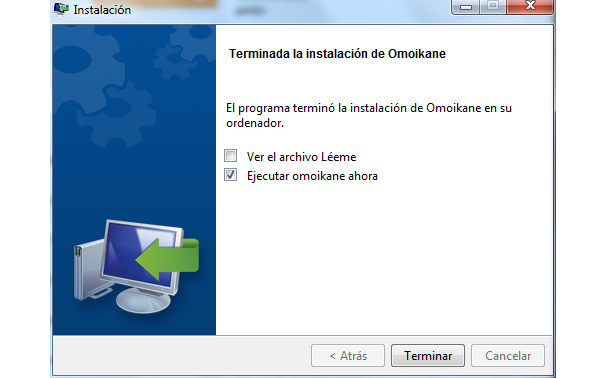 Instalación
Terminada la instalación de Omoikane
El programa terminó la instalación de Omoikane en su
ordenador.
Ver el archivo Léeme
Ejecutar omoikane ahora
< Atrás
Terminar
Cancelar